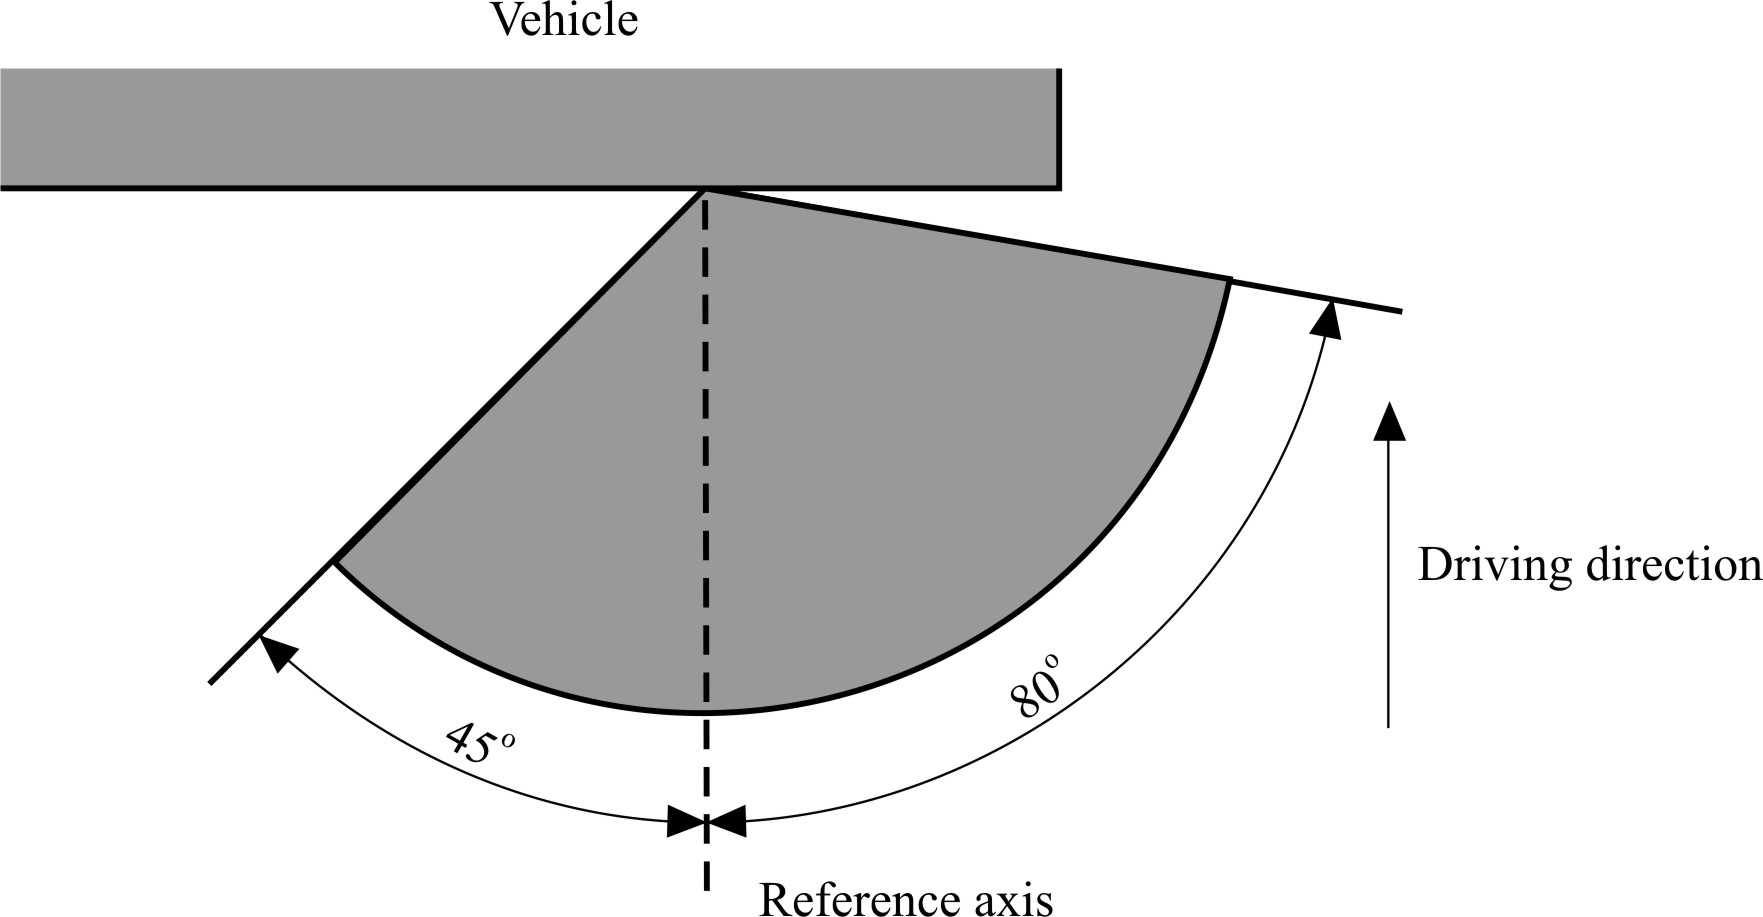 Vehicle
Driving direction
80°
45°
Reference axis